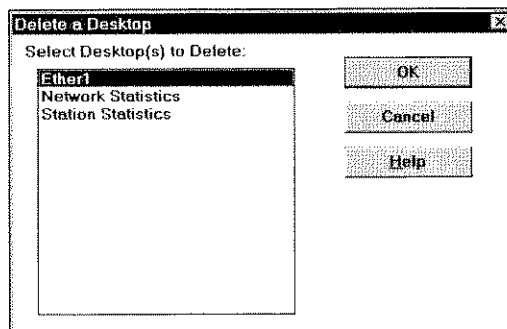 Delete a Desktop
Select Desktop(s) to Delete:
Ether1
Network Statistics
Station Statistics
OK
Cancel
Help